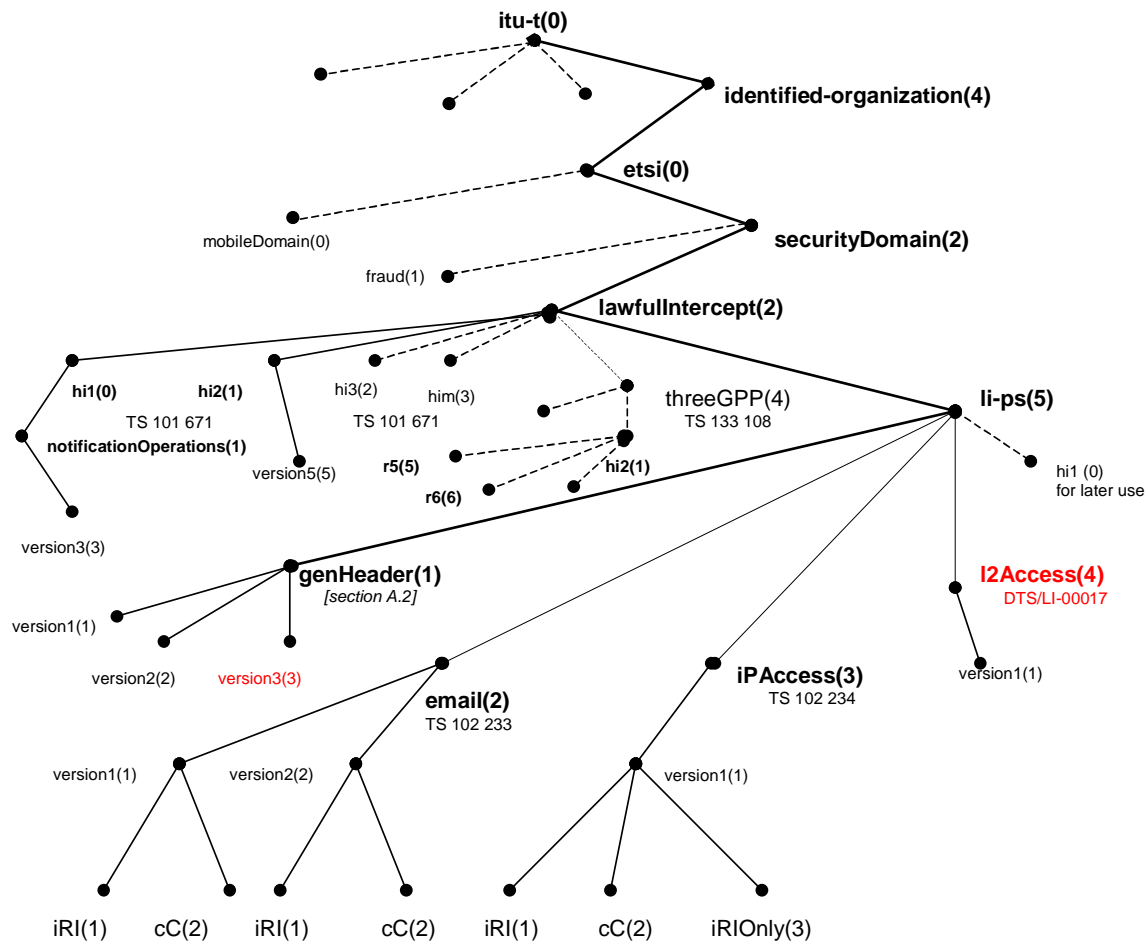 itu-t(0)
identified-organization(4)
etsi(0)
mobileDomain(0)
securityDomain(2)
fraud(1)
lawfulIntercept(2)
hi1(0)
hi2(1)
hi3(2)
him(3)
threeGPP(4)
TS 133 108
li-ps(5)
TS 101 671
TS 101 671
notificationOperations(1)
version5(5)
r5(5)
hi2(1)
r6(6)
hi1 (0)
for later use
version3(3)
genHeader(1)
[section A.2]
l2Access(4)
DTS/LI-00017
version1(1)
version2(2)
version3(3)
version1(1)
email(2)
TS 102 233
iPAccess(3)
TS 102 234
version1(1)
version2(2)
version1(1)
iRI(1)
cC(2)
iRI(1)
cC(2)
iRI(1)
cC(2)
iRIOnly(3)